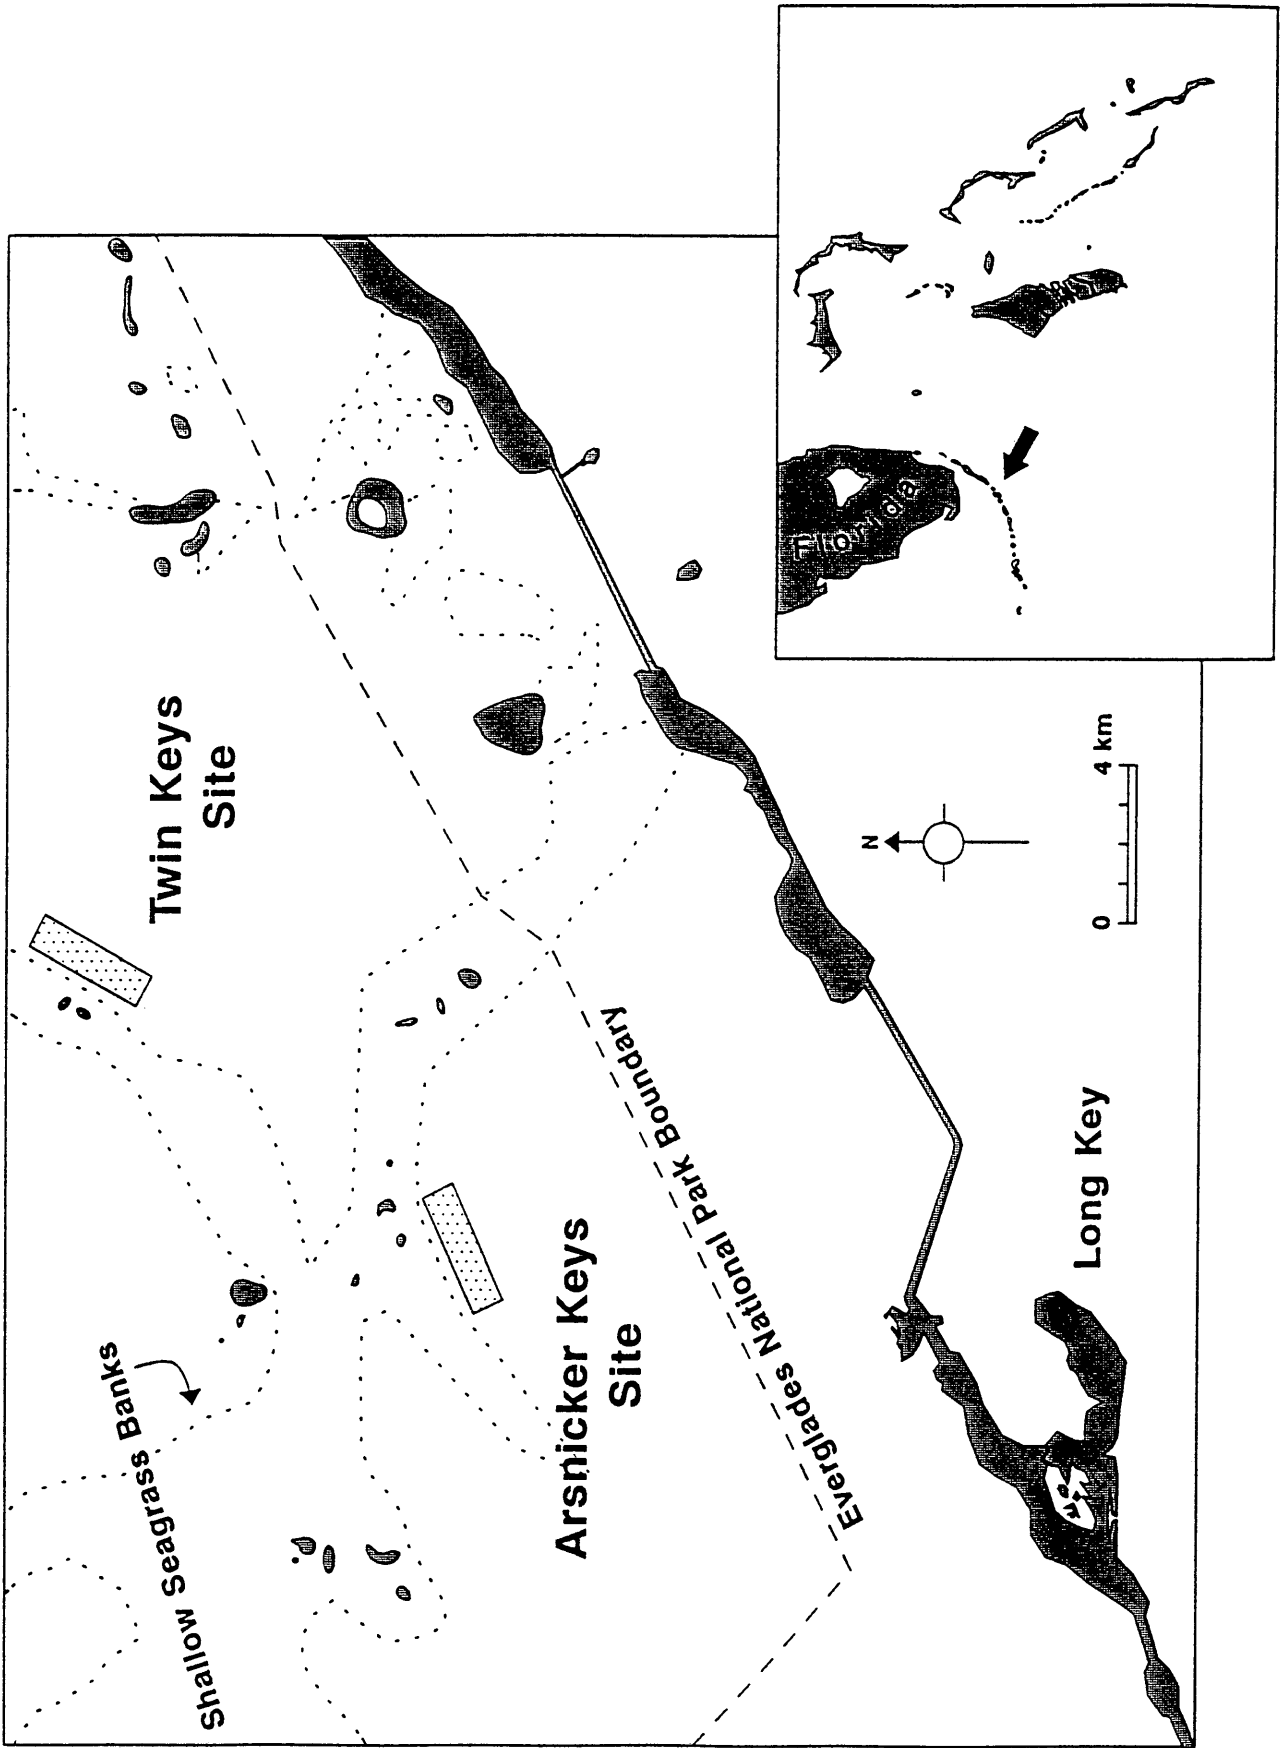 Shallow Seagrass Banks
Twin Keys
Site
Arsnicker Keys
Site
Everglades National Park Boundary
Long Key
N
0
4 km
Florida